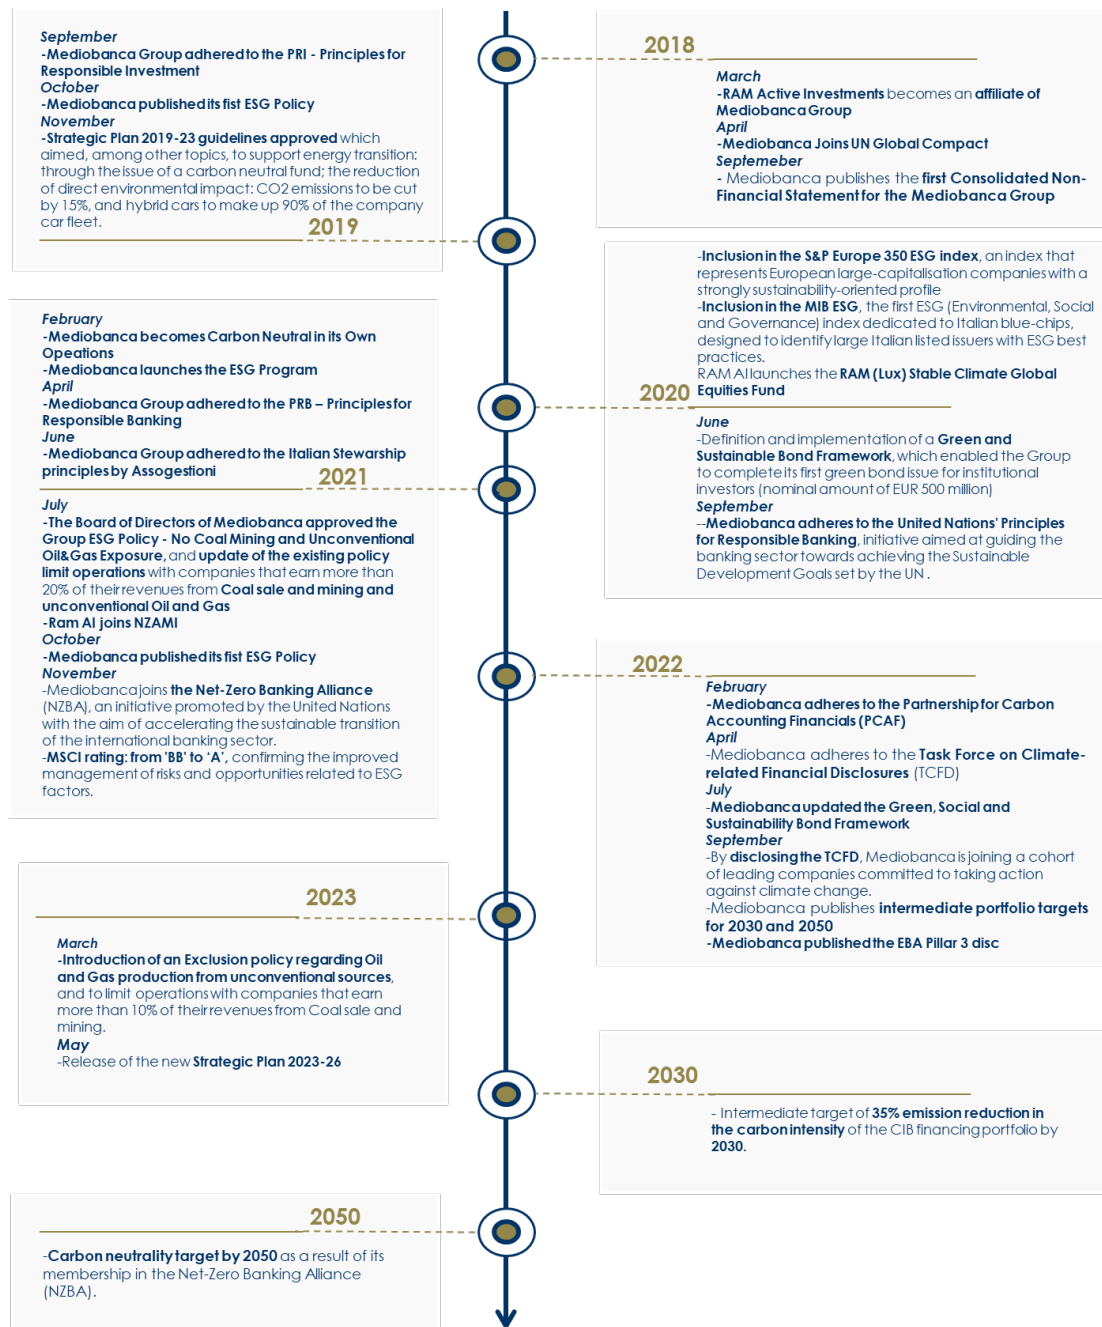 2018
March
-RAM Active Investments becomes an affiliate of
Mediobanca Group
April
-Mediobanca Joins UN Global Compact
Septemeber
- Mediobanca publishes the first Consolidated Non-
Financial Statement for the Mediobanca Group
September
-Mediobanca Group adhered to the PRI - Principles for
Responsible Investment
October
-Mediobanca published its fist ESG Policy
November
-Strategic Plan 2019-23 guidelines approved which
aimed, among other topics, to support energy transition:
through the issue of a carbon neutral fund; the reduction
of direct environmental impact: CO2 emissions to be cut
by 15%, and hybrid cars to make up 90% of the company
car fleet.
2019
-Inclusion in the S&P Europe 350 ESG index, an index that
represents European large-capitalisation companies with a
strongly sustainability-oriented profile
-Inclusion in the MIB ESG, the first ESG (Environmental, Social
and Governance) index dedicated to Italian blue-chips,
designed to identify large Italian listed issuers with ESG best
practices.
RAM AI launches the RAM (Lux) Stable Climate Global
Equities Fund
2020
June
-Definition and implementation of a Green and
Sustainable Bond Framework, which enabled the Group
to complete its first green bond issue for institutional
investors (nominal amount of EUR 500 million)
September
--Mediobanca adheres to the United Nations' Principles
for Responsible Banking, initiative aimed at guiding the
banking sector towards achieving the Sustainable
Development Goals set by the UN .
February
-Mediobanca becomes Carbon Neutral in its Own
Opeations
-Mediobanca launches the ESG Program
April
-Mediobanca Group adhered to the PRB – Principles for
Responsible Banking
June
-Mediobanca Group adhered to the Italian Stewarship
principles by Assogestioni
2021
July
-The Board of Directors of Mediobanca approved the
Group ESG Policy - No Coal Mining and Unconventional
Oil&Gas Exposure, and update of the existing policy
limit operations with companies that earn more than
20% of their revenues from Coal sale and mining and
unconventional Oil and Gas
-Ram AI joins NZAMI
October
-Mediobanca published its fist ESG Policy
November
-Mediobanca joins the Net-Zero Banking Alliance
(NZBA), an initiative promoted by the United Nations
with the aim of accelerating the sustainable transition
of the international banking sector.
-MSCI rating: from 'BB' to ‘A’, confirming the improved
management of risks and opportunities related to ESG
factors.
2022
February
-Mediobanca adheres to the Partnership for Carbon
Accounting Financials (PCAF)
April
-Mediobanca adheres to the Task Force on Climate-
related Financial Disclosures (TCFD)
July
-Mediobanca updated the Green, Social and
Sustainability Bond Framework
September
-By disclosing the TCFD, Mediobanca is joining a cohort
of leading companies committed to taking action
against climate change.
-Mediobanca publishes intermediate portfolio targets
for 2030 and 2050
-Mediobanca published the EBA Pillar 3 disc
2023
March
-Introduction of an Exclusion policy regarding Oil
and Gas production from unconventional sources,
and to limit operations with companies that earn
more than 10% of their revenues from Coal sale and
mining.
May
-Release of the new Strategic Plan 2023-26
2030
- Intermediate target of 35% emission reduction in
the carbon intensity of the CIB financing portfolio by
2030.
2050
-Carbon neutrality target by 2050 as a result of its
membership in the Net-Zero Banking Alliance
(NZBA).